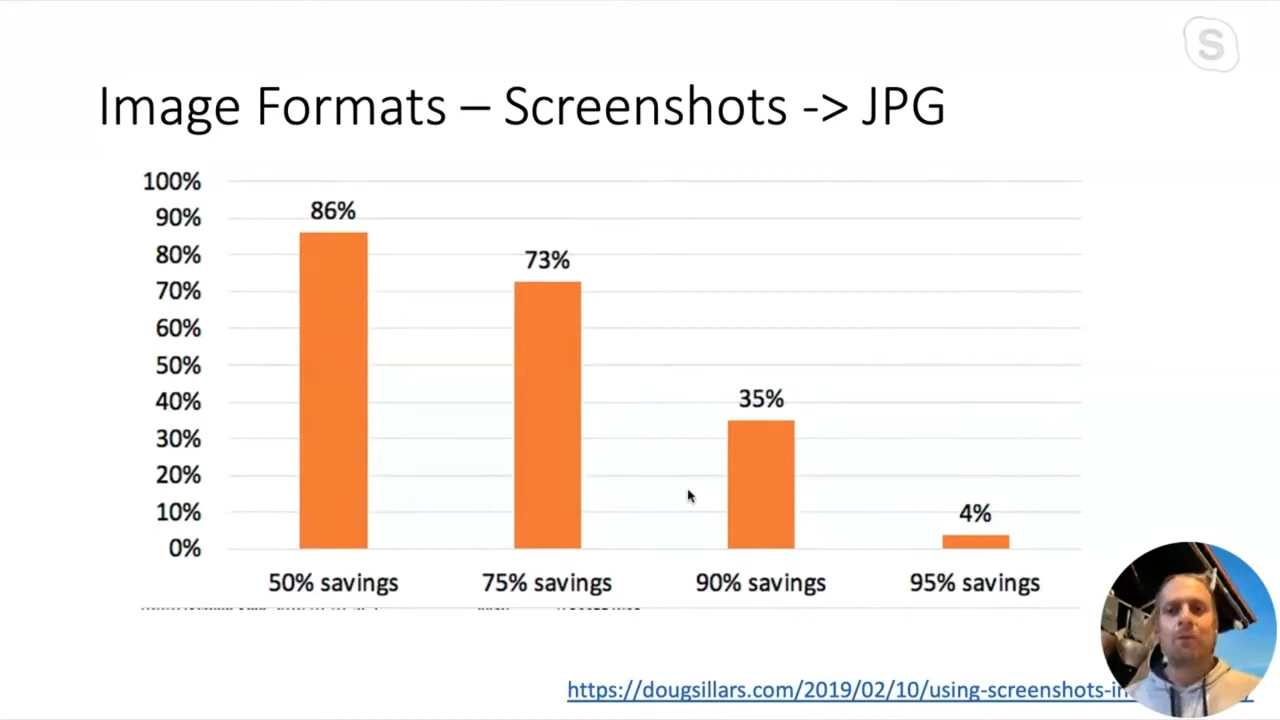 S
Image Formats – Screenshots -> JPG
100%
90%
80%
70%
60%
50%
40%
30%
20%
10%
0%
86%
73%
35%
4%
50% savings
75% savings
90% savings
95% savings
https://dougsillars.com/2019/02/10/using-screenshots-in